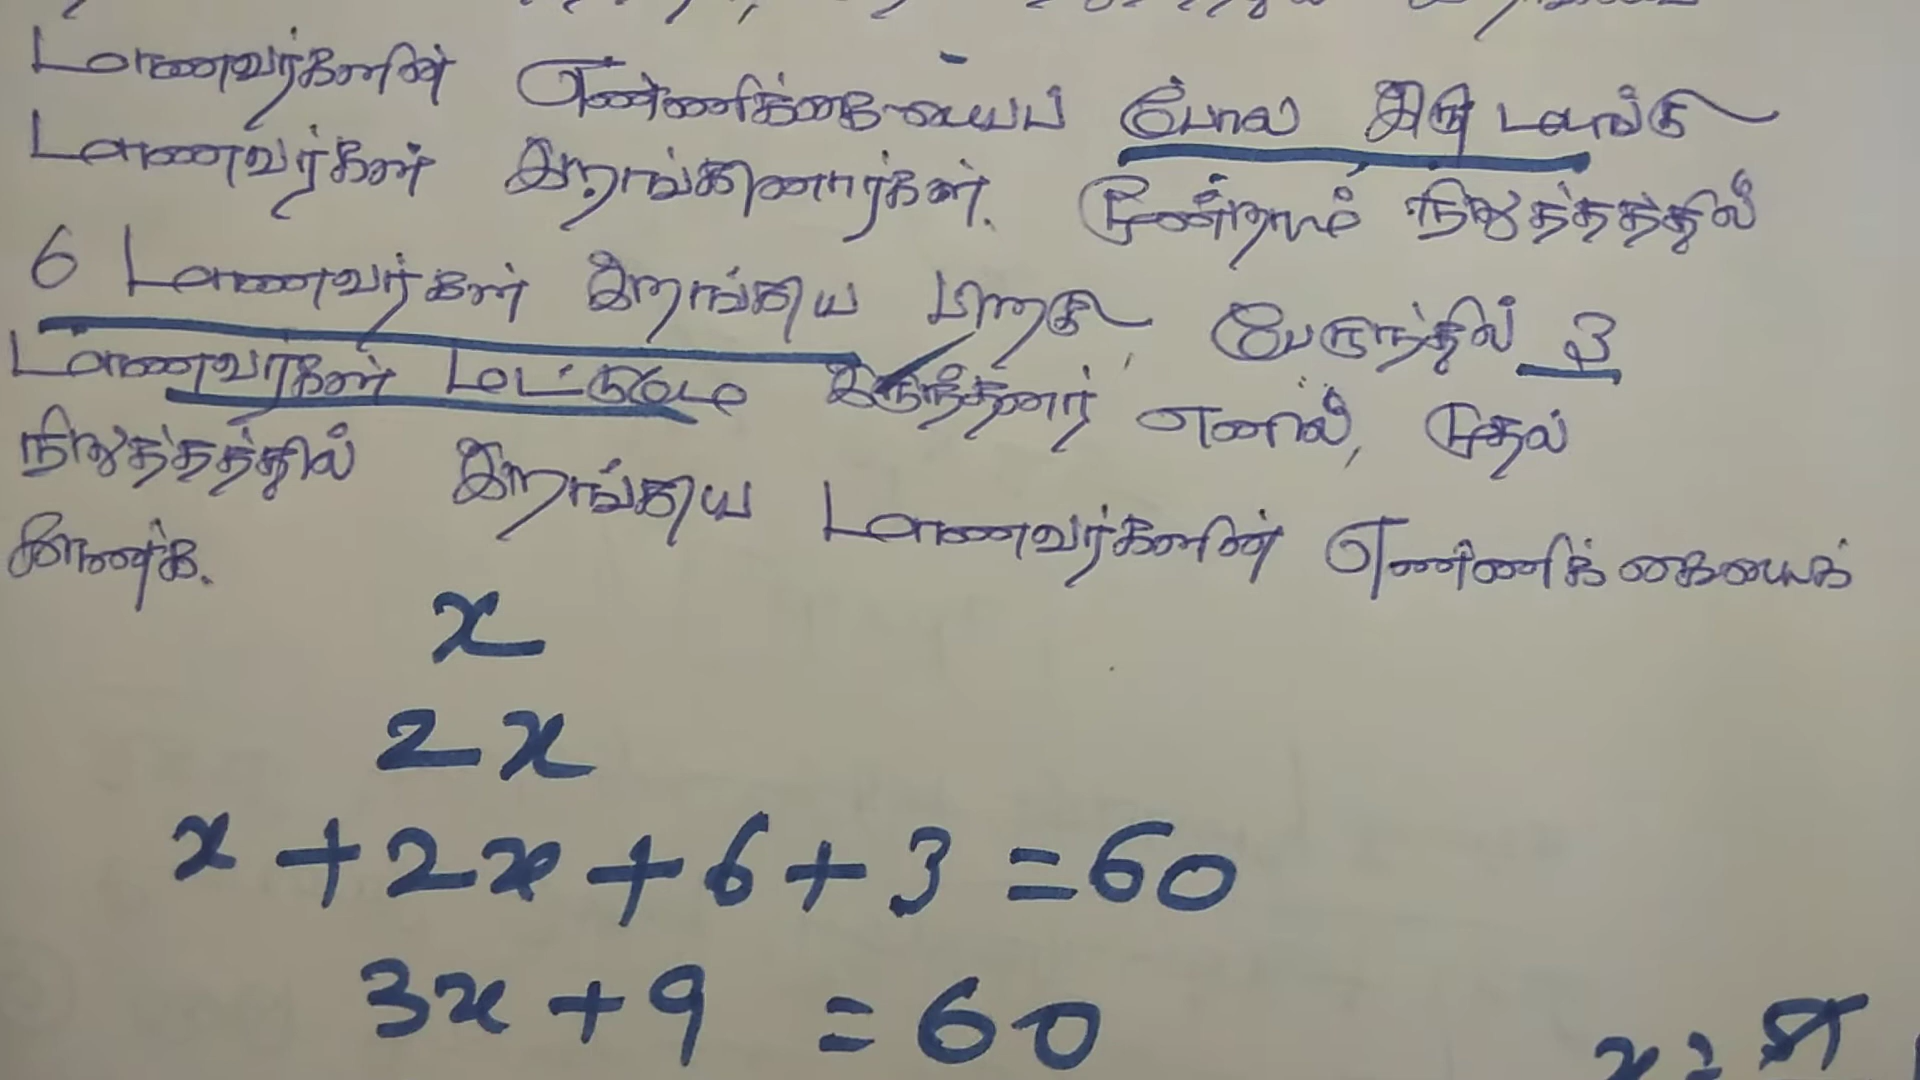 மாணவர்களின் எண்ணிக்கையைப் போல இரு மடங்கு
மாணவர்கள் இறங்கினார்கள். மூன்றாம் நிறுத்தத்தில்
6 மாணவர்கள் இறங்கிய பிறகு, பேருந்தில் 3
மாணவர்கள் மட்டுமே இருந்தனர் எனில், முதல்
நிறுத்தத்தில் இறங்கிய மாணவர்களின் எண்ணிக்கையைக்
காண்க.
x
2x
x + 2x + 6 + 3 = 60
3x + 9 = 60